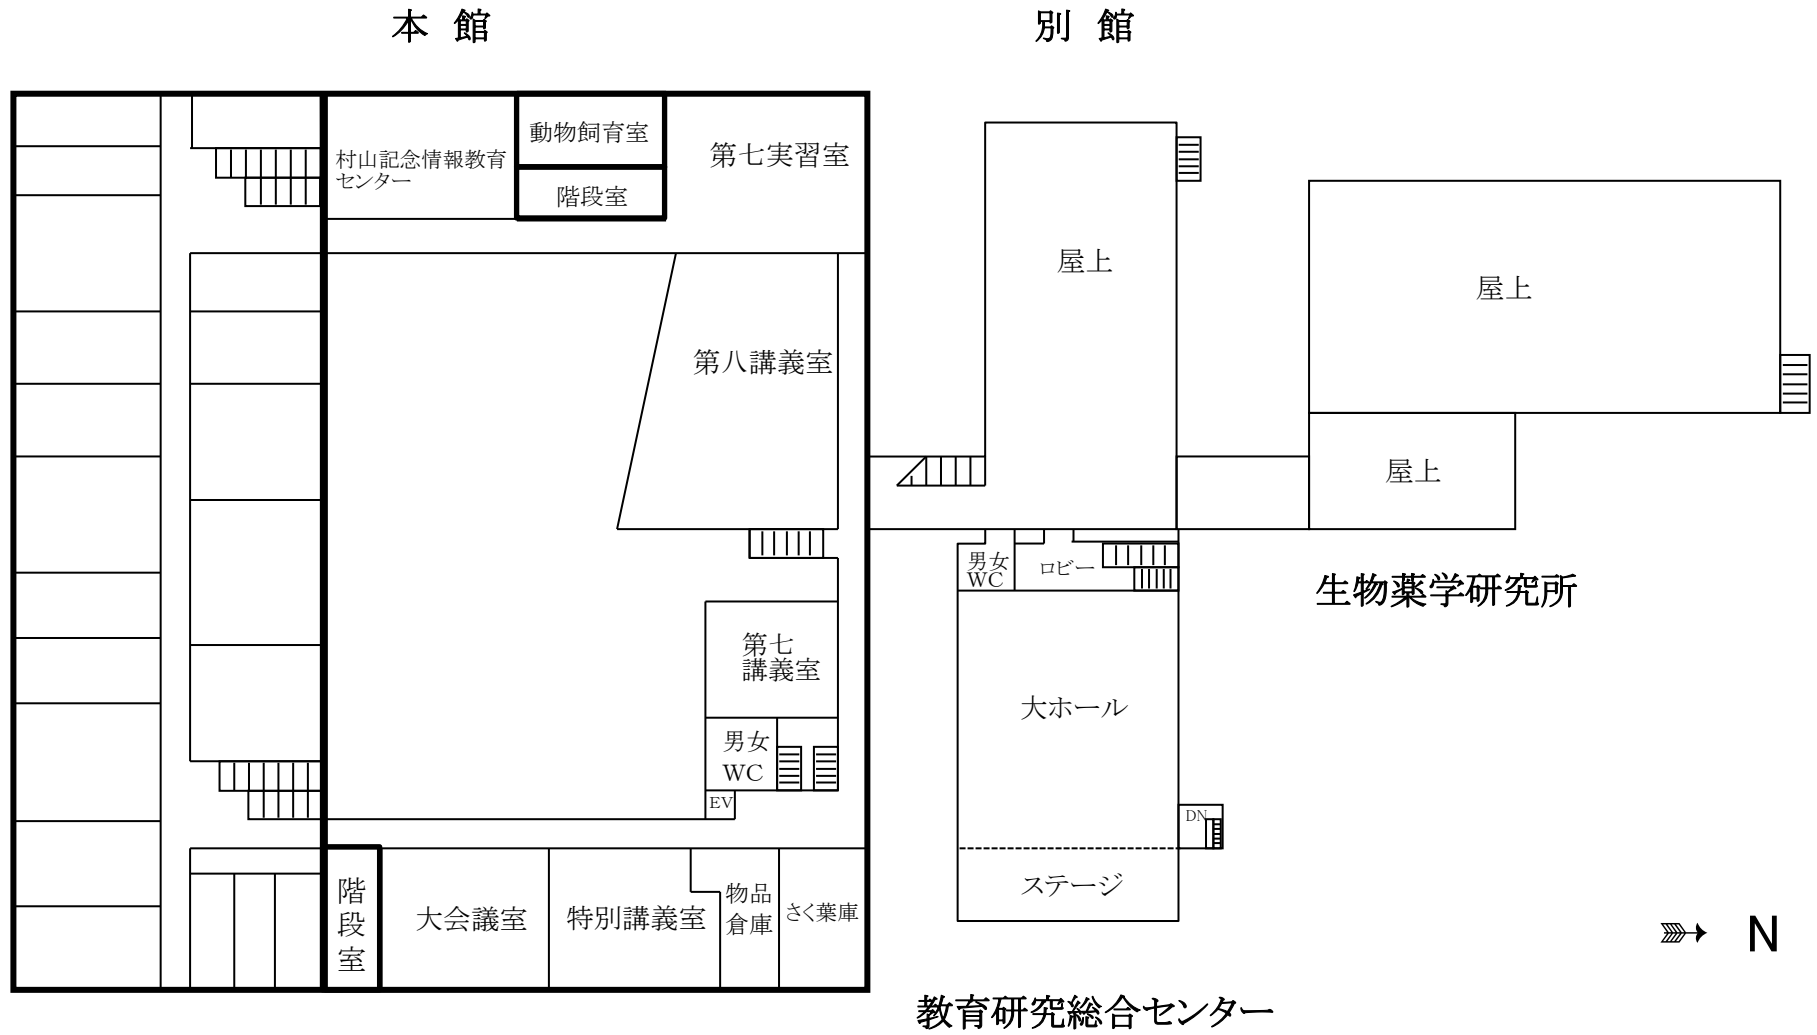 本 館
別 館
動物飼育室
村山記念情報教育
センター
第七実習室
階段室
屋上
屋上
第八講義室
屋上
男女
WC
ロビー
生物薬学研究所
第七
講義室
大ホール
男女
WC
EV
DN
階
段
室
大会議室
特別講義室
物品
倉庫
さく葉庫
ステージ
N
教育研究総合センター